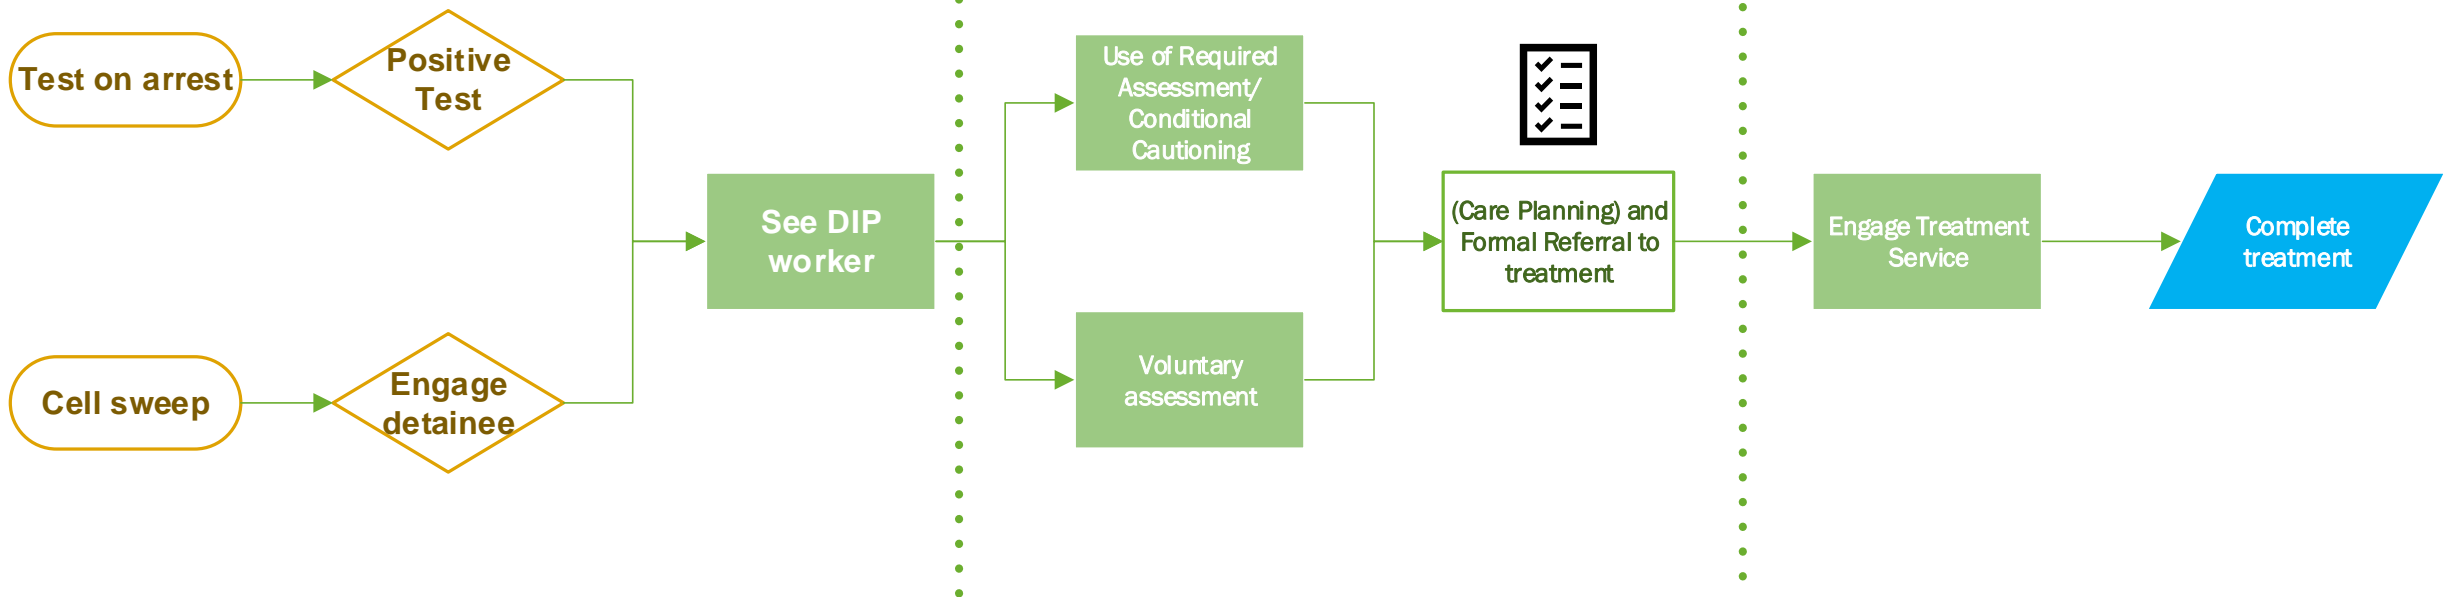 Test on arrest
Positive
Test
Cell sweep
Engage
detainee
See DIP
worker
Use of Required
Assessment/
Conditional
Cautioning
Voluntary
assessment
(Care Planning) and
Formal Referral to
treatment
Engage Treatment
Service
Complete
treatment